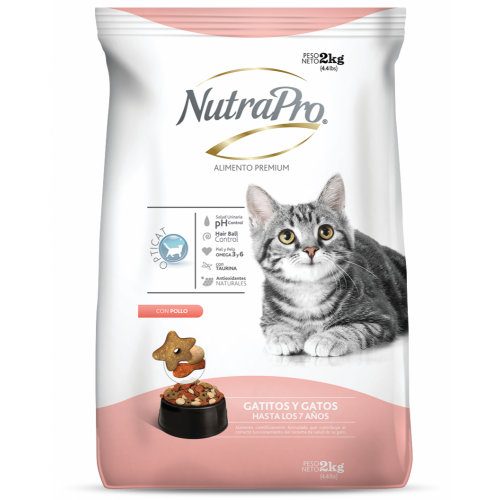 PESO NETO 2kg
(4.4lbs)
NutraPro®
ALIMENTO PREMIUM
OPTICAT
Salud Urinaria
pH Control
Hair Ball
Control
Piel y Pelo
OMEGA 3 y 6
con
TAURINA
Antioxidantes
NATURALES
CON POLLO
GATITOS Y GATOS
HASTA LOS 7 AÑOS
PESO NETO 2kg
(4.4lbs)